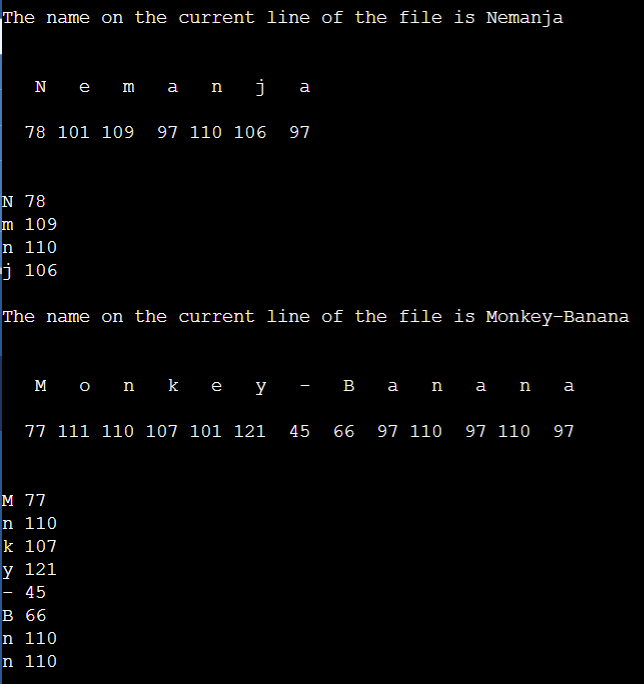 The name on the current line of the file is Nemanja
N e m a n j a
78 101 109 97 110 106 97
N 78
m 109
n 110
j 106
The name on the current line of the file is Monkey-Banana
M o n k e y - B a n a n a
77 111 110 107 101 121 45 66 97 110 97 110 97
M 77
n 110
k 107
y 121
- 45
B 66
n 110
n 110